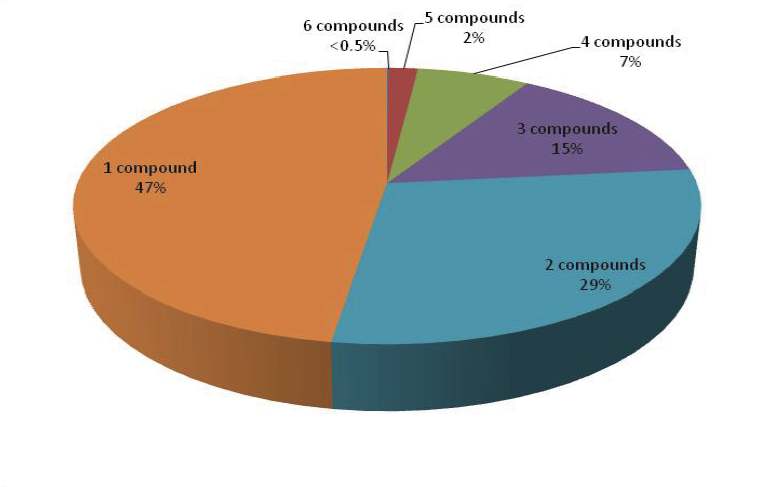 6 compounds
<0.5%
5 compounds
2%
4 compounds
7%
3 compounds
15%
1 compound
47%
2 compounds
29%